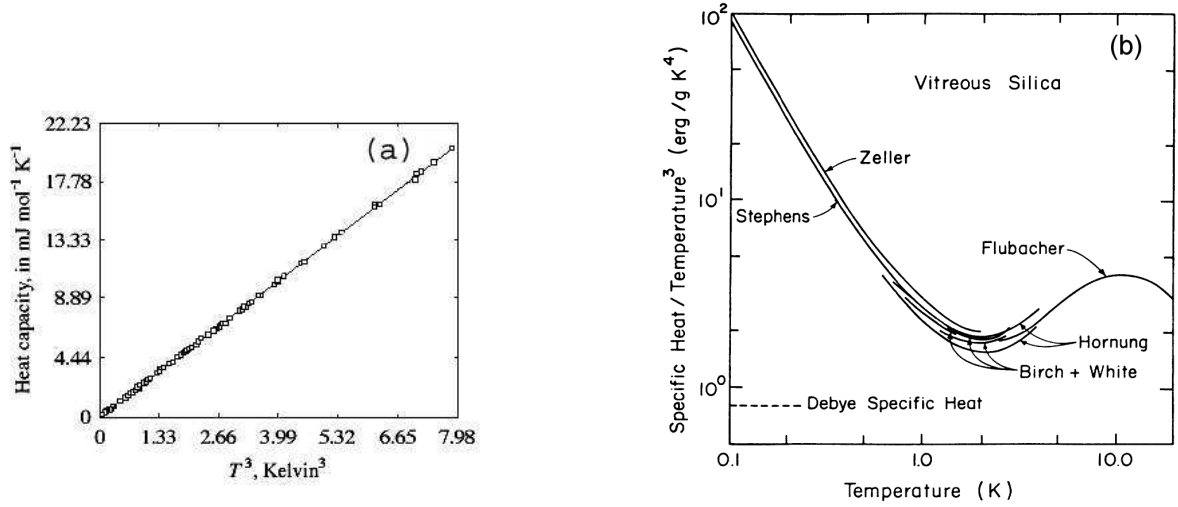 (a)
Heat capacity, in mJ mol⁻¹ K⁻¹
22.23
17.78
13.33
8.89
4.44
0
0 1.33 2.66 3.99 5.32 6.65 7.98
T³, Kelvin³
(b)
Vitreous Silica
Specific Heat / Temperature³ (erg/g K⁴)
10²
10¹
10⁰
Zeller
Stephens
Flubacher
Hornung
Birch + White
Debye Specific Heat
0.1 1.0 10.0
Temperature (K)